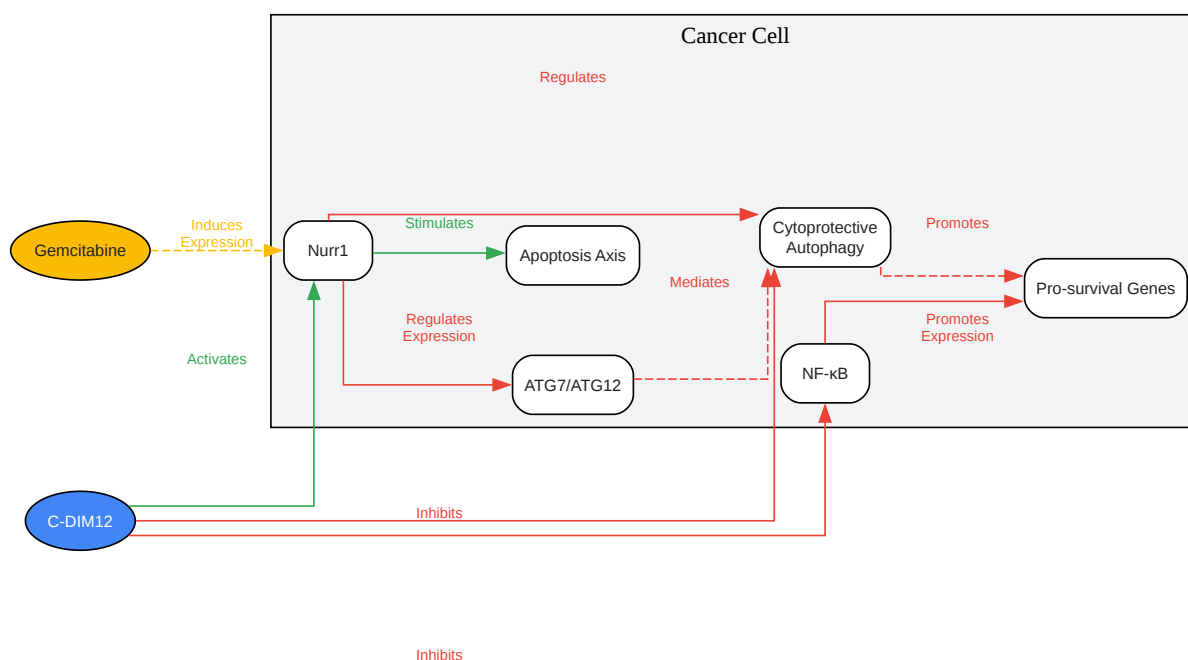 Cancer Cell
Regulates
Induces
Expression
Stimulates
Cytoprotective
Autophagy
Promotes
Gemcitabine
Nurr1
Apoptosis Axis
Mediates
Pro-survival Genes
Regulates
Expression
Promotes
Expression
Activates
ATG7/ATG12
NF-κB
C-DIM12
Inhibits
Inhibits